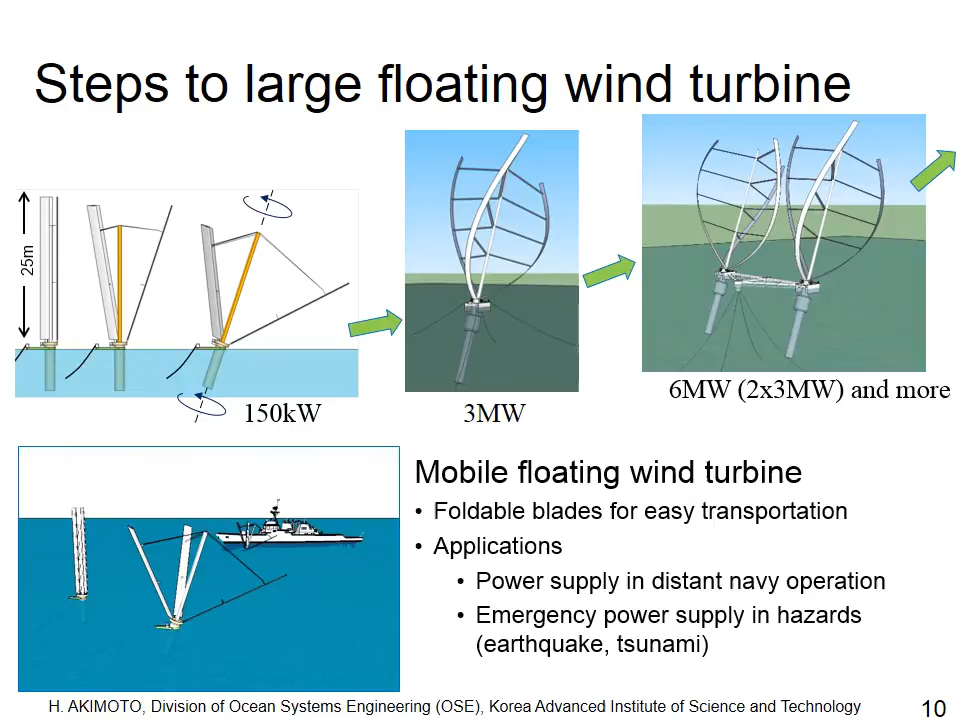 Steps to large floating wind turbine
25m
150kW
3MW
6MW (2x3MW) and more
Mobile floating wind turbine
• Foldable blades for easy transportation
• Applications
• Power supply in distant navy operation
• Emergency power supply in hazards
(earthquake, tsunami)
H. AKIMOTO, Division of Ocean Systems Engineering (OSE), Korea Advanced Institute of Science and Technology
10